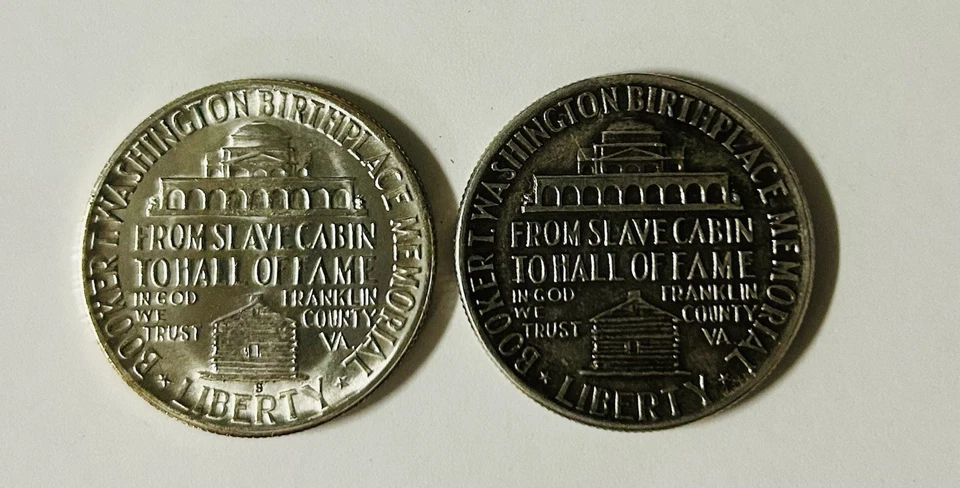 BOOKER T. WASHINGTON BIRTHPLACE MEMORIAL
FROM SLAVE CABIN
TO HALL OF FAME
IN GOD
WE
TRUST
FRANKLIN
COUNTY
VA.
S
★ LIBERTY ★
BOOKER T. WASHINGTON BIRTHPLACE MEMORIAL
FROM SLAVE CABIN
TO HALL OF FAME
IN GOD
WE
TRUST
FRANKLIN
COUNTY
VA.
★ LIBERTY ★